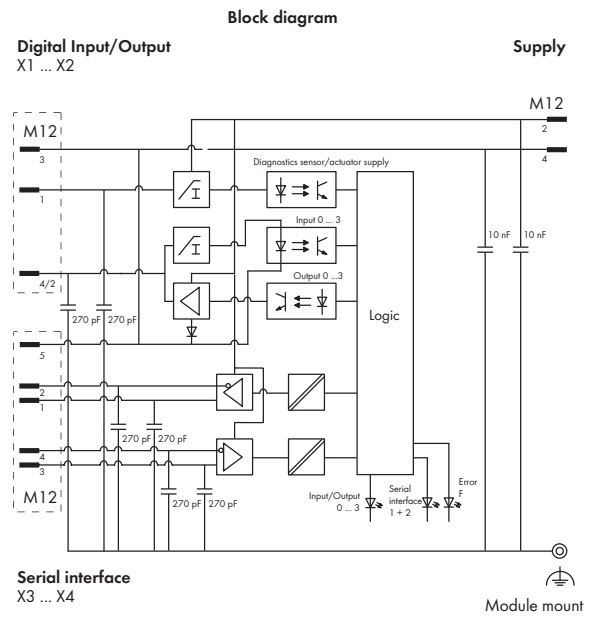 Block diagram
Digital Input/Output
X1 ... X2
Supply
M12
2
4
M12
3
1
4/2
Diagnostics sensor/actuator supply
Input 0 ... 3
Output 0 ...3
Logic
10 nF
10 nF
270 pF
270 pF
5
2
1
4
3
M12
270 pF
270 pF
270 pF
270 pF
Input/Output
0 ... 3
Serial
interface
1 + 2
Error
F
Serial interface
X3 ... X4
Module mount